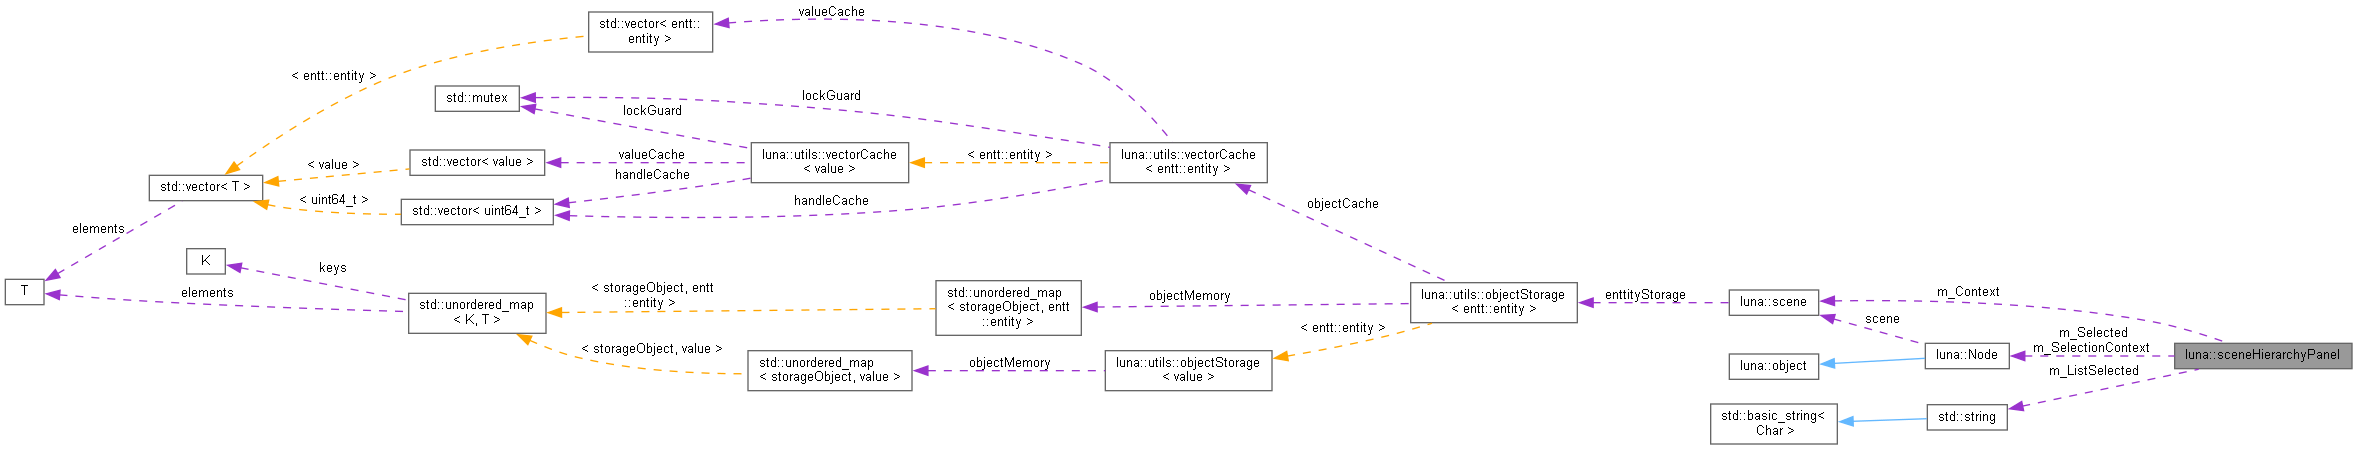 valueCache
std::vector< entt::
entity >
< entt::entity >
std::mutex
lockGuard
lockGuard
< value >
std::vector< value >
valueCache
handleCache
luna::utils::vectorCache
< value >
< entt::entity >
luna::utils::vectorCache
< entt::entity >
std::vector< T >
< uint64_t >
std::vector< uint64_t >
handleCache
objectCache
elements
K
keys
T
elements
std::unordered_map
< K, T >
< storageObject, entt
::entity >
std::unordered_map
< storageObject, entt
::entity >
objectMemory
luna::utils::objectStorage
< entt::entity >
enttityStorage
luna::scene
m_Context
scene
< storageObject, value >
std::unordered_map
< storageObject, value >
objectMemory
< entt::entity >
luna::utils::objectStorage
< value >
luna::object
luna::Node
m_Selected
m_SelectionContext
luna::sceneHierarchyPanel
m_ListSelected
std::basic_string<
Char >
std::string